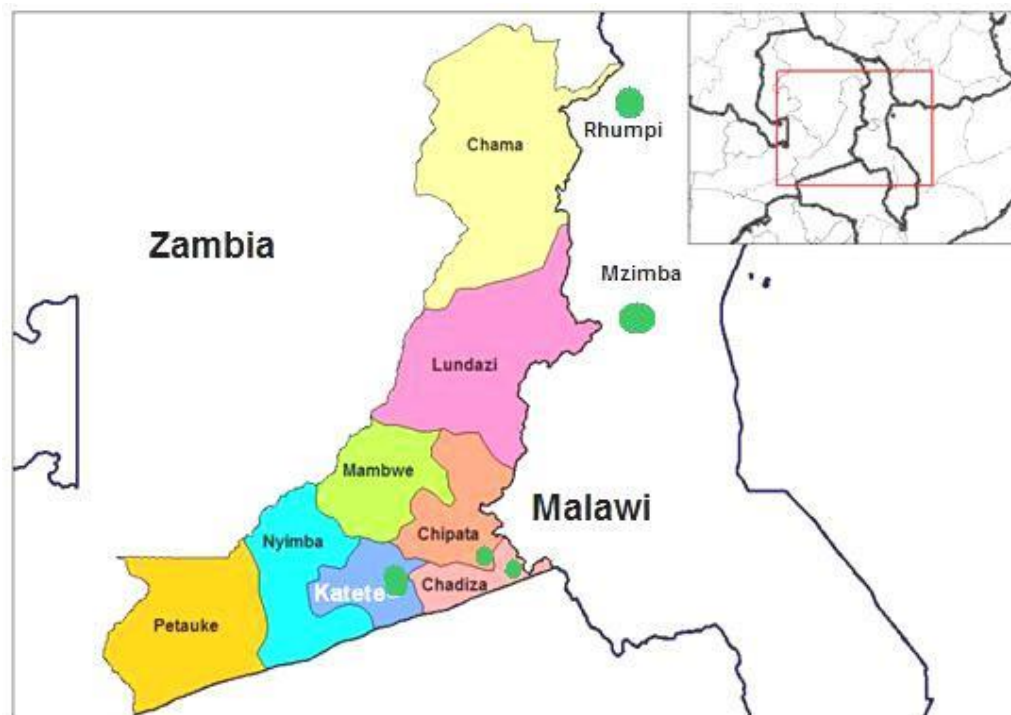 Rhumpi
Chama
Zambia
Mzimba
Lundazi
Mambwe
Malawi
Chipata
Nyimba
Katete
Chadiza
Petauke